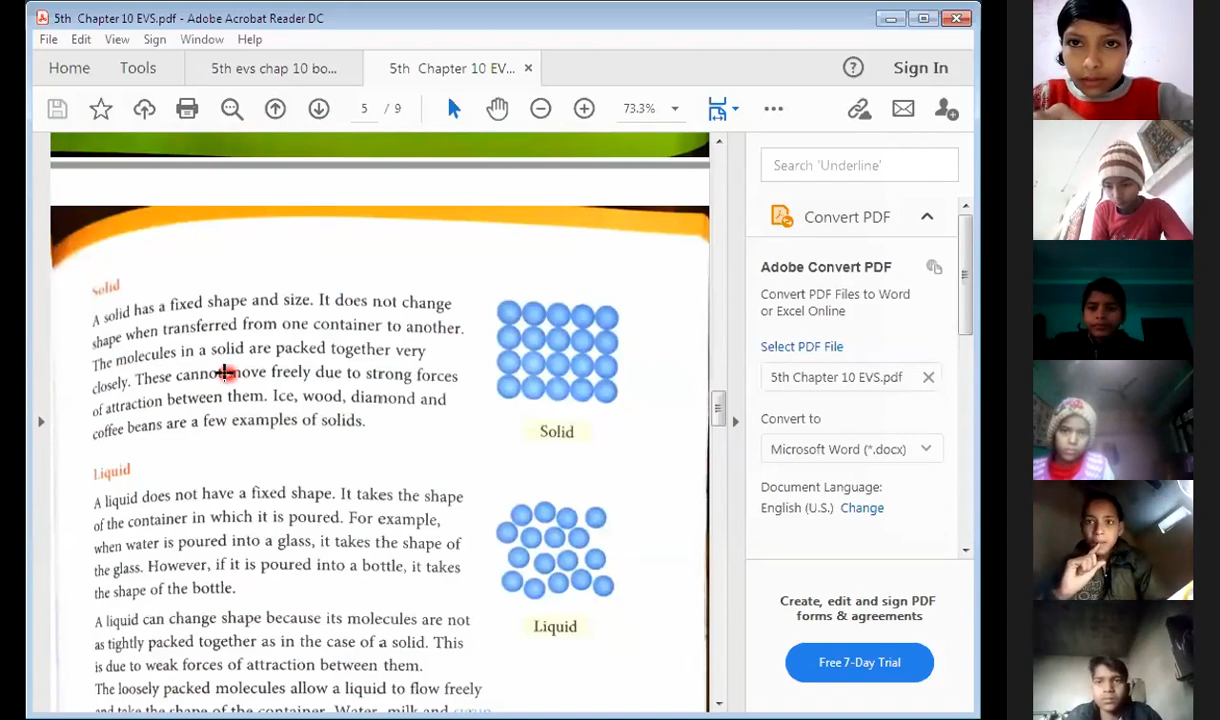 5th  Chapter 10 EVS.pdf - Adobe Acrobat Reader DC
File Edit View Sign Window Help
Home Tools 5th evs chap 10 bo... 5th Chapter 10 EV... × Sign In
5 / 9 73.3%
Solid
A solid has a fixed shape and size. It does not change
shape when transferred from one container to another.
The molecules in a solid are packed together very
closely. These cannot move freely due to strong forces
of attraction between them. Ice, wood, diamond and
coffee beans are a few examples of solids.
Solid
Liquid
A liquid does not have a fixed shape. It takes the shape
of the container in which it is poured. For example,
when water is poured into a glass, it takes the shape of
the glass. However, if it is poured into a bottle, it takes
the shape of the bottle.
Liquid
A liquid can change shape because its molecules are not
as tightly packed together as in the case of a solid. This
is due to weak forces of attraction between them.
The loosely packed molecules allow a liquid to flow freely
and take the shape of the container. Water, milk and syrup
Search 'Underline'
Convert PDF
Adobe Convert PDF
Convert PDF Files to Word
or Excel Online
Select PDF File
5th Chapter 10 EVS.pdf
Convert to
Microsoft Word (*.docx)
Document Language:
English (U.S.) Change
Create, edit and sign PDF
forms & agreements
Free 7-Day Trial